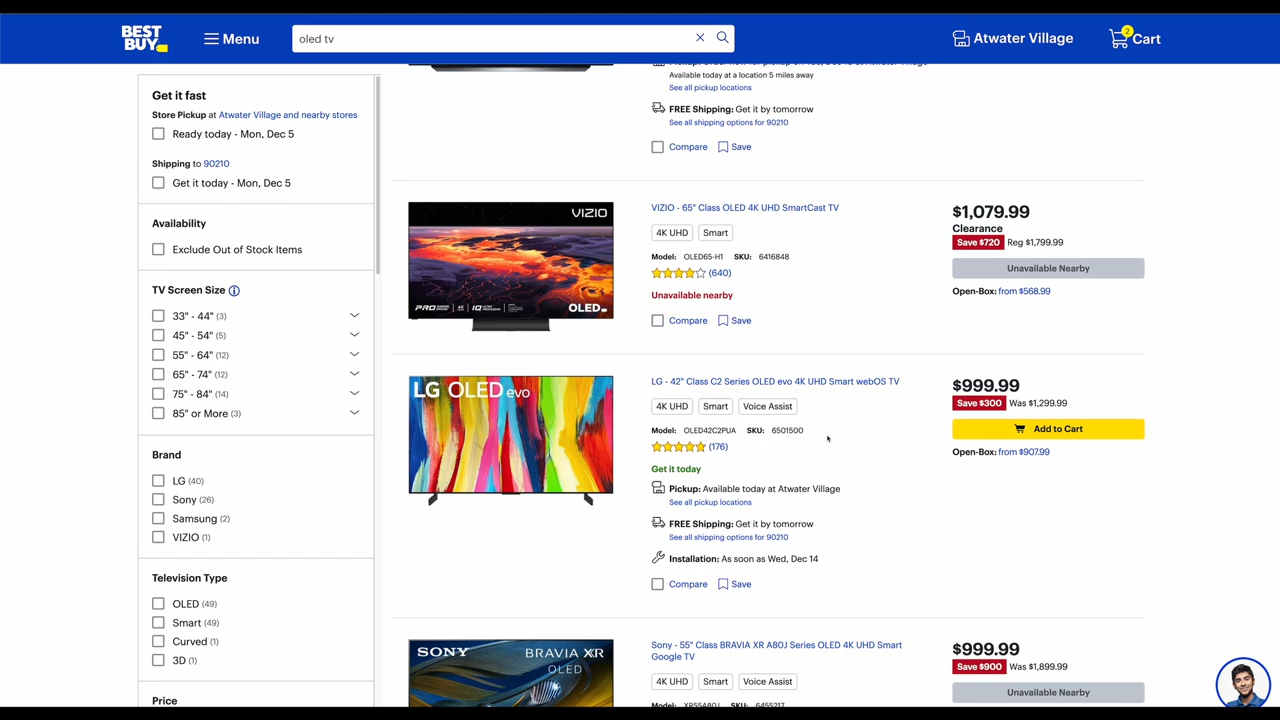 BEST BUY
Menu
oled tv
Atwater Village
2
Cart
Get it fast
Store Pickup at Atwater Village and nearby stores
Ready today - Mon, Dec 5
Shipping to 90210
Get it today - Mon, Dec 5
Availability
Exclude Out of Stock Items
TV Screen Size
33" - 44" (3)
45" - 54" (5)
55" - 64" (12)
65" - 74" (12)
75" - 84" (14)
85" or More (3)
Brand
LG (40)
Sony (26)
Samsung (2)
VIZIO (1)
Television Type
OLED (49)
Smart (49)
Curved (1)
3D (1)
Price
Available today at a location 5 miles away
See all pickup locations
FREE Shipping: Get it by tomorrow
See all shipping options for 90210
Compare Save
VIZIO
OLED
VIZIO - 65" Class OLED 4K UHD SmartCast TV
4K UHD Smart
Model: OLED65-H1 SKU: 6416848
(640)
Unavailable nearby
Compare Save
$1,079.99
Clearance
Save $720 Reg $1,799.99
Unavailable Nearby
Open-Box: from $568.99
LG OLED evo
LG - 42" Class C2 Series OLED evo 4K UHD Smart webOS TV
4K UHD Smart Voice Assist
Model: OLED42C2PUA SKU: 6501500
(176)
Get it today
Pickup: Available today at Atwater Village
See all pickup locations
FREE Shipping: Get it by tomorrow
See all shipping options for 90210
Installation: As soon as Wed, Dec 14
Compare Save
$999.99
Save $300 Was $1,299.99
Add to Cart
Open-Box: from $907.99
SONY
BRAVIA XR
OLED
Sony - 55" Class BRAVIA XR A80J Series OLED 4K UHD Smart
Google TV
4K UHD Smart Voice Assist
Model: XR55A80J SKU: 6455217
$999.99
Save $900 Was $1,899.99
Unavailable Nearby